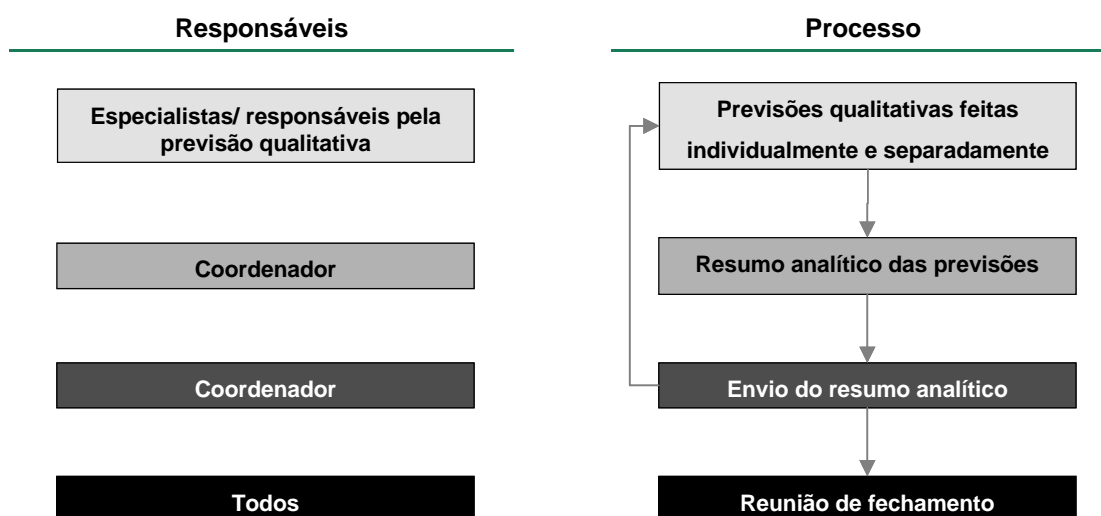 Responsáveis
Processo
Especialistas/ responsáveis pela
previsão qualitativa
Previsões qualitativas feitas
individualmente e separadamente
Coordenador
Resumo analítico das previsões
Coordenador
Envio do resumo analítico
Todos
Reunião de fechamento